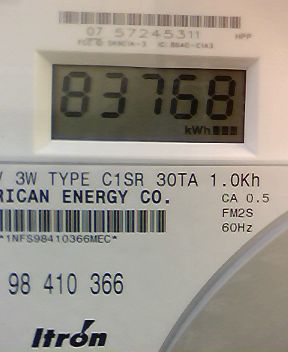 07 57245311 HPP
83768
kWh
V 3W TYPE C1SR 30TA 1.0Kh
RICAN ENERGY CO. CA 0.5
FM2S
*1NFS98410366MEC* 60Hz
98 410 366
Itron